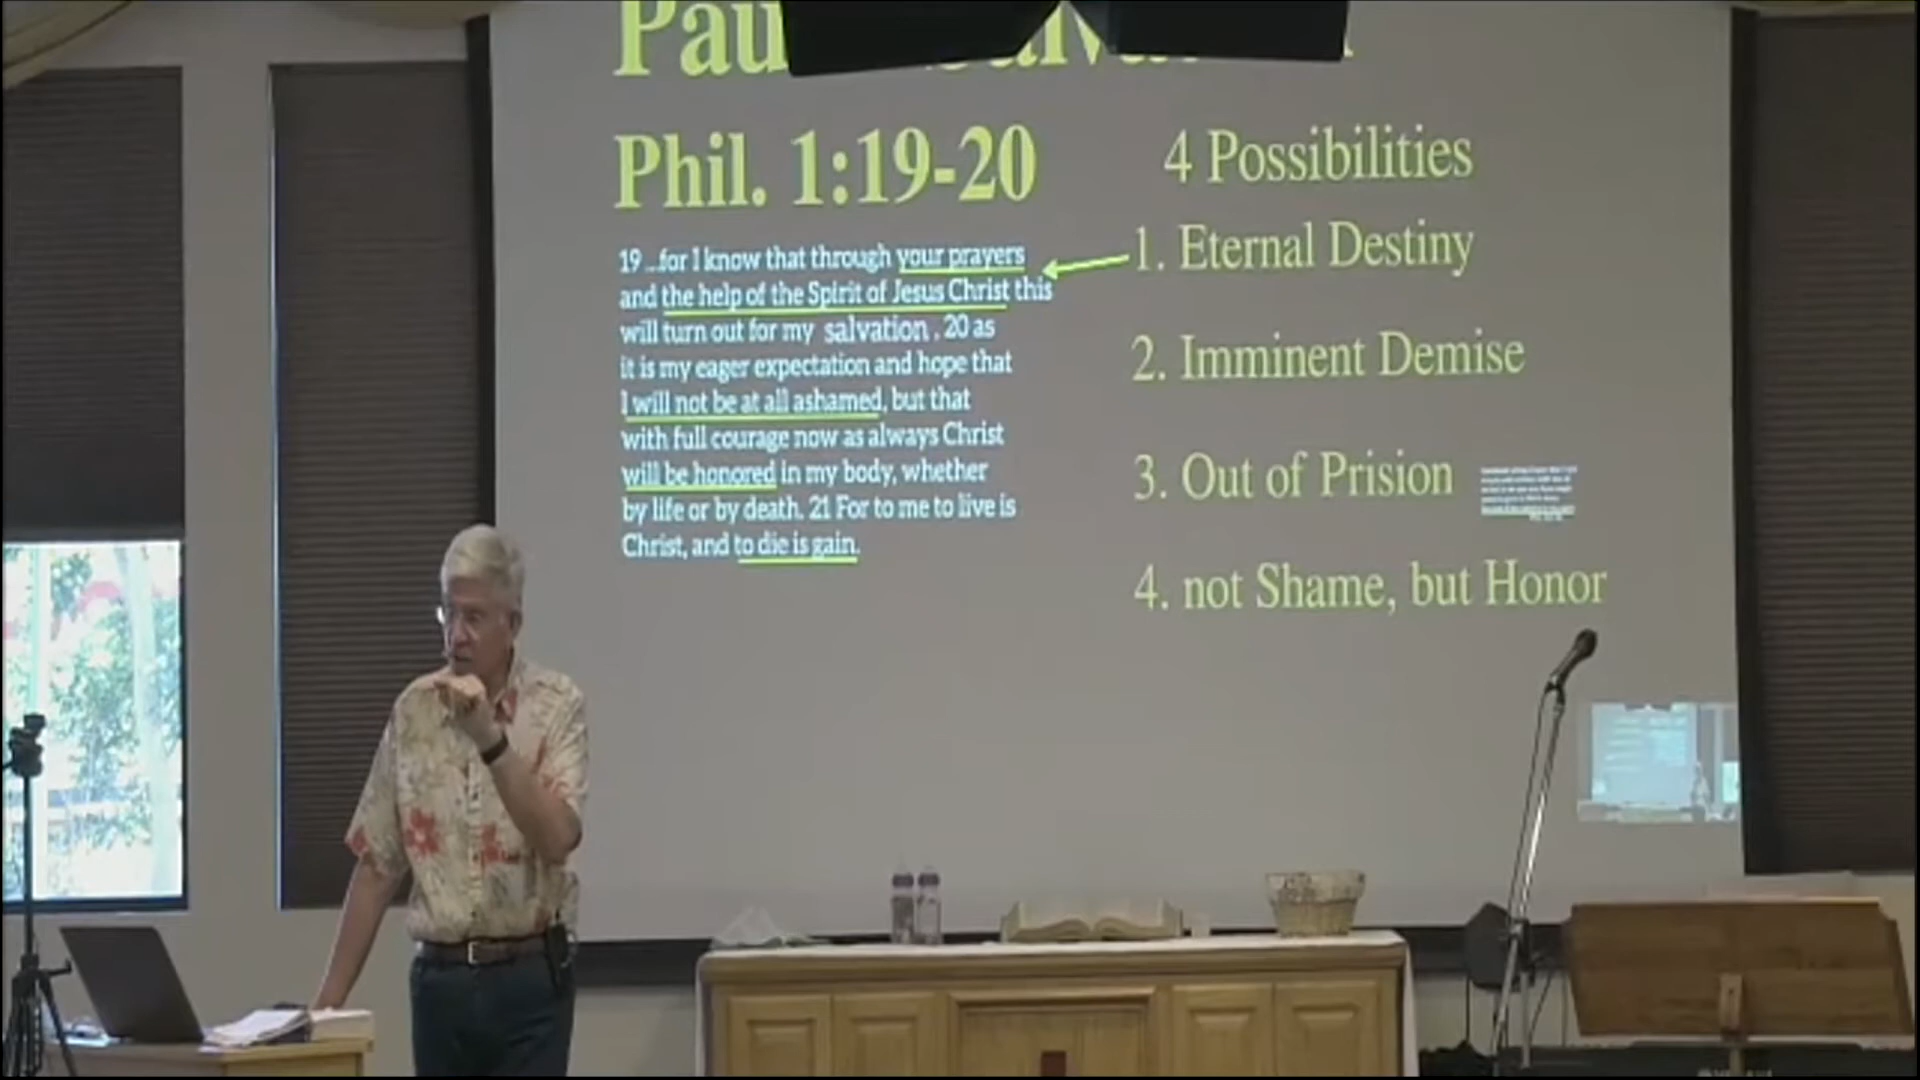 Phil. 1:19-20
19 ...for I know that through your prayers
and the help of the Spirit of Jesus Christ this
will turn out for my salvation . 20 as
it is my eager expectation and hope that
I will not be at all ashamed, but that
with full courage now as always Christ
will be honored in my body, whether
by life or by death. 21 For to me to live is
Christ, and to die is gain.
4 Possibilities
1. Eternal Destiny
2. Imminent Demise
3. Out of Prision
4. not Shame, but Honor